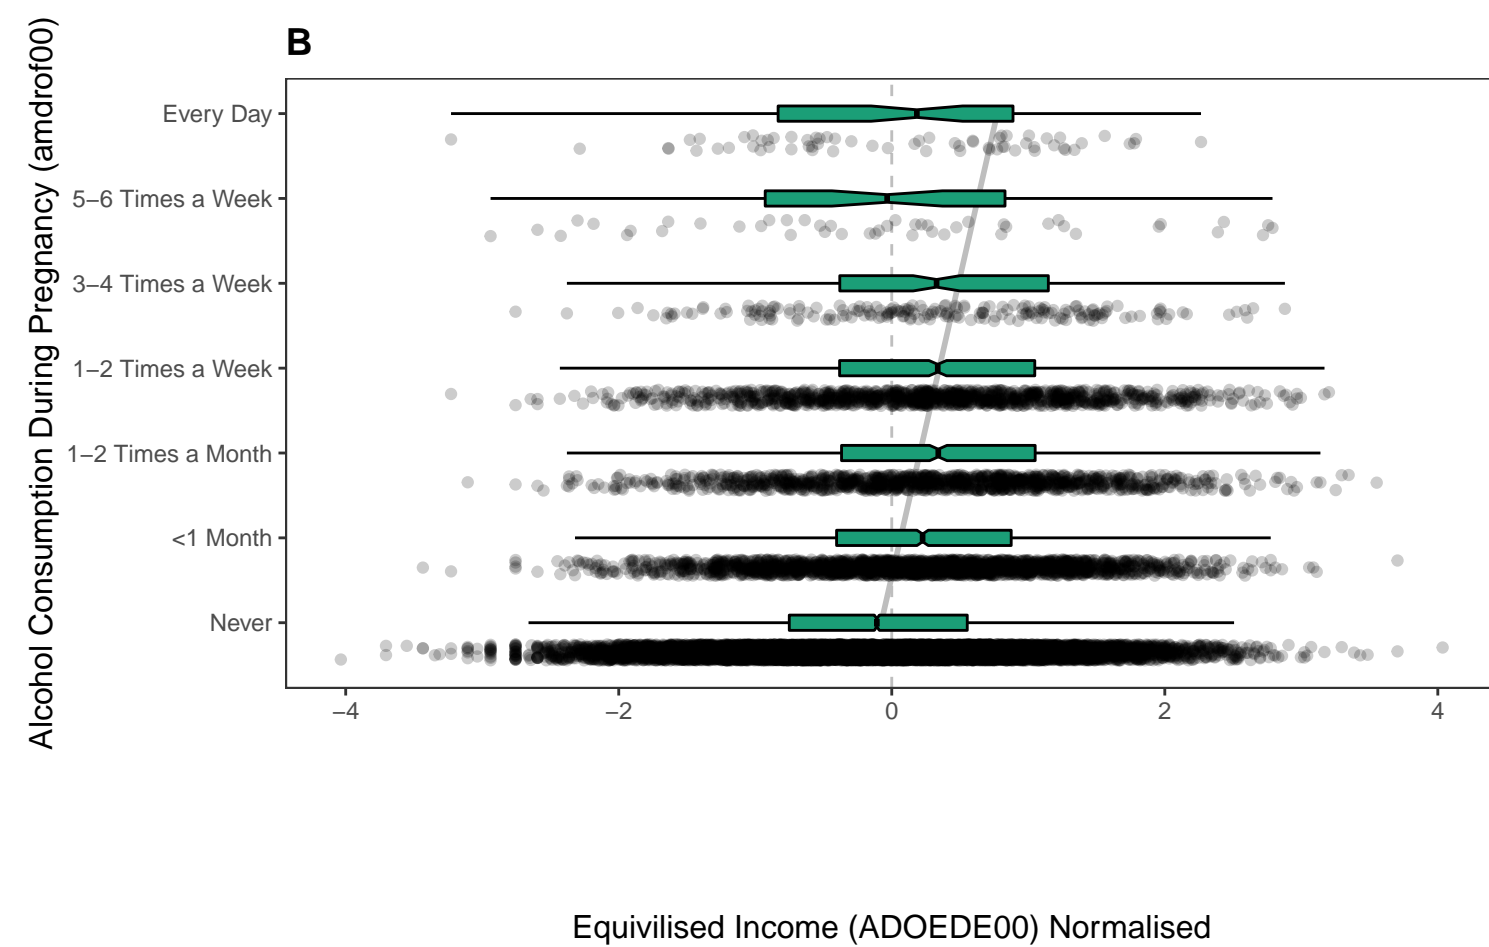 B
Alcohol Consumption During Pregnancy (amdrof00)
Every Day
5–6 Times a Week
3–4 Times a Week
1–2 Times a Week
1–2 Times a Month
<1 Month
Never
−4
−2
0
2
4
Equivilised Income (ADOEDE00) Normalised